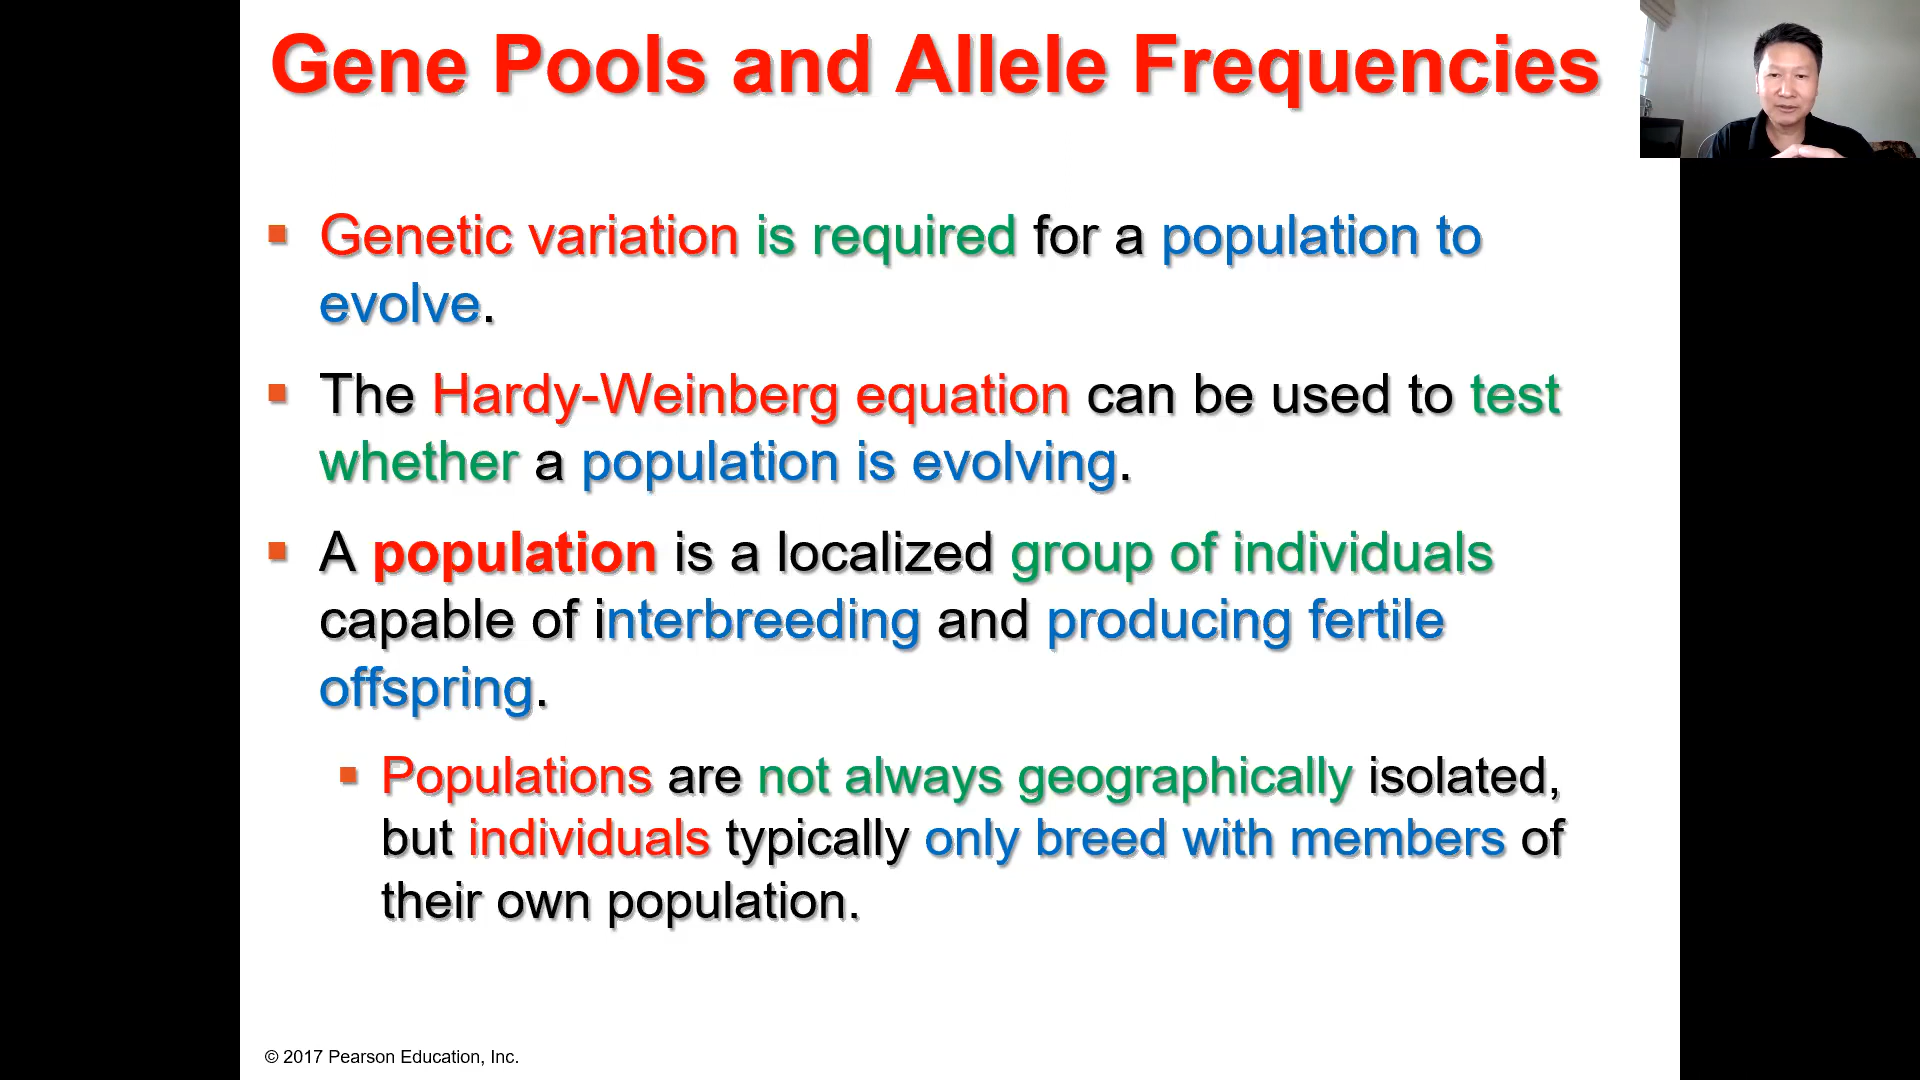 Gene Pools and Allele Frequencies
Genetic variation is required for a population to
evolve.
The Hardy-Weinberg equation can be used to test
whether a population is evolving.
A population is a localized group of individuals
capable of interbreeding and producing fertile
offspring.
Populations are not always geographically isolated,
but individuals typically only breed with members of
their own population.
© 2017 Pearson Education, Inc.